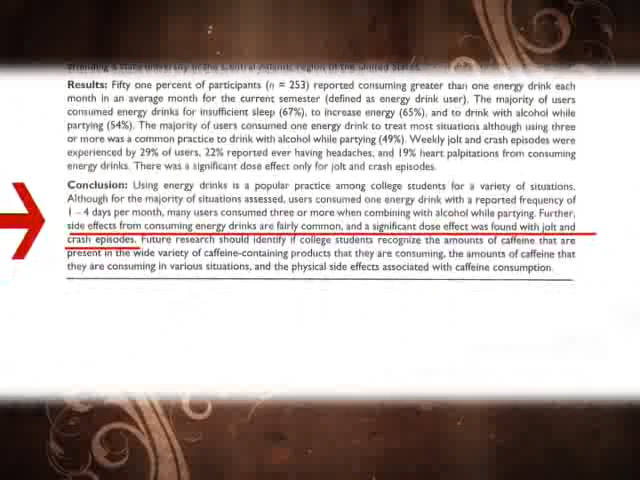 attending a state university in the Central Atlantic region of the United States.
Results: Fifty one percent of participants (n = 253) reported consuming greater than one energy drink each
month in an average month for the current semester (defined as energy drink user). The majority of users
consumed energy drinks for insufficient sleep (67%), to increase energy (65%), and to drink with alcohol while
partying (54%). The majority of users consumed one energy drink to treat most situations although using three
or more was a common practice to drink with alcohol while partying (49%). Weekly jolt and crash episodes were
experienced by 29% of users, 22% reported ever having headaches, and 19% heart palpitations from consuming
energy drinks. There was a significant dose effect only for jolt and crash episodes.
Conclusion: Using energy drinks is a popular practice among college students for a variety of situations.
Although for the majority of situations assessed, users consumed one energy drink with a reported frequency of
1 – 4 days per month, many users consumed three or more when combining with alcohol while partying. Further,
side effects from consuming energy drinks are fairly common, and a significant dose effect was found with jolt and
crash episodes. Future research should identify if college students recognize the amounts of caffeine that are
present in the wide variety of caffeine-containing products that they are consuming, the amounts of caffeine that
they are consuming in various situations, and the physical side effects associated with caffeine consumption.